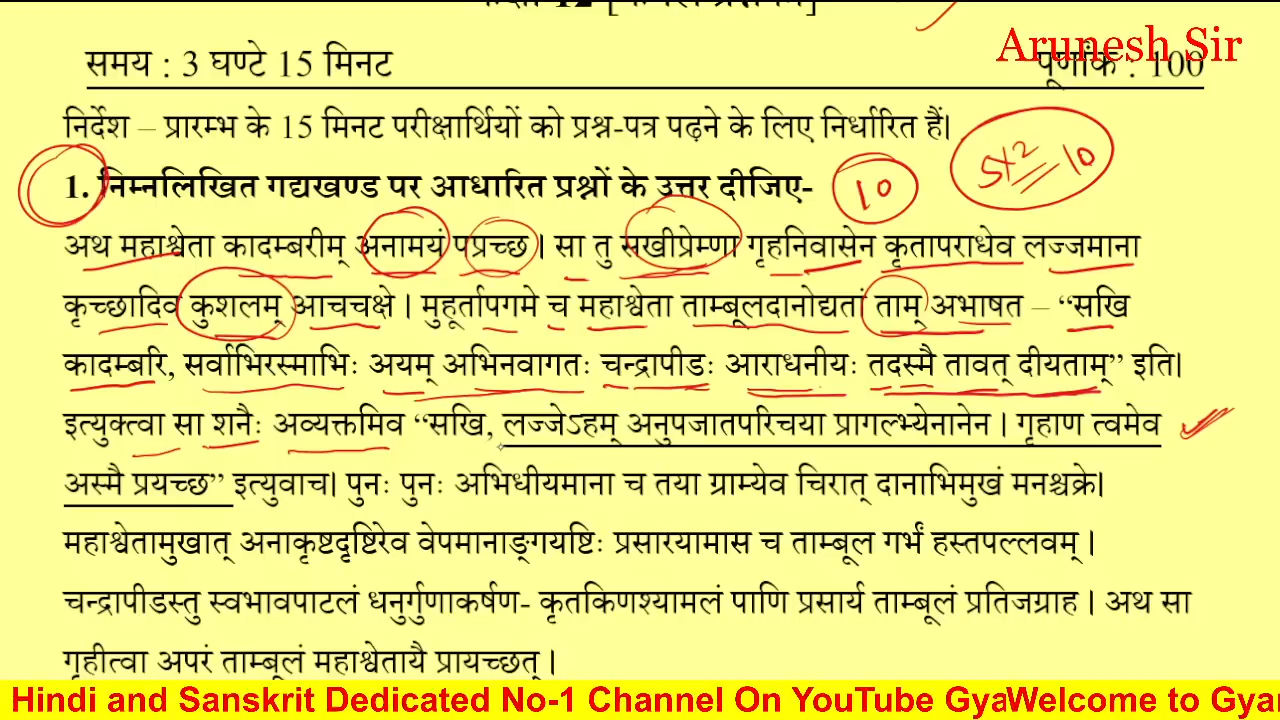 Arunesh Sir
समय : 3 घण्टे 15 मिनट पूर्णांक : 100
निर्देश – प्रारम्भ के 15 मिनट परीक्षार्थियों को प्रश्न-पत्र पढ़ने के लिए निर्धारित हैं।
5x2 = 10
1. निम्नलिखित गद्यखण्ड पर आधारित प्रश्नों के उत्तर दीजिए- 10
अथ महाश्वेता कादम्बरीम् अनामयं पप्रच्छ। सा तु सखीप्रेम्णा गृहनिवासेन कृतापराधेव लज्जमाना
कृच्छादिव कुशलम् आचचक्षे। मुहूर्तापगमे च महाश्वेता ताम्बूलदानोद्यतां ताम् अभाषत – “सखि
कादम्बरि, सर्वाभिरस्माभिः अयम् अभिनवागतः चन्द्रापीडः आराधनीयः तदस्मै तावत् दीयताम्” इति।
इत्युक्त्वा सा शनैः अव्यक्तमिव “सखि, लज्जेऽहम् अनुपजातपरिचया प्रागल्भ्येनानेन। गृहाण त्वमेव
अस्मै प्रयच्छ” इत्युवाच। पुनः पुनः अभिधीयमाना च तया ग्राम्येव चिरात् दानाभिमुखं मनश्चक्रे।
महाश्वेतामुखात् अनाकृष्टदृष्टिरेव वेपमानाङ्गयष्टिः प्रसारयामास च ताम्बूल गर्भं हस्तपल्लवम्।
चन्द्रापीडस्तु स्वभावपाटलं धनुर्गुणाकर्षण- कृतकिणश्यामलं पाणि प्रसार्य ताम्बूलं प्रतिजग्राह। अथ सा
गृहीत्वा अपरं ताम्बूलं महाश्वेतायै प्रायच्छत्।
Hindi and Sanskrit Dedicated No-1 Channel On YouTube GyaWelcome to Gya